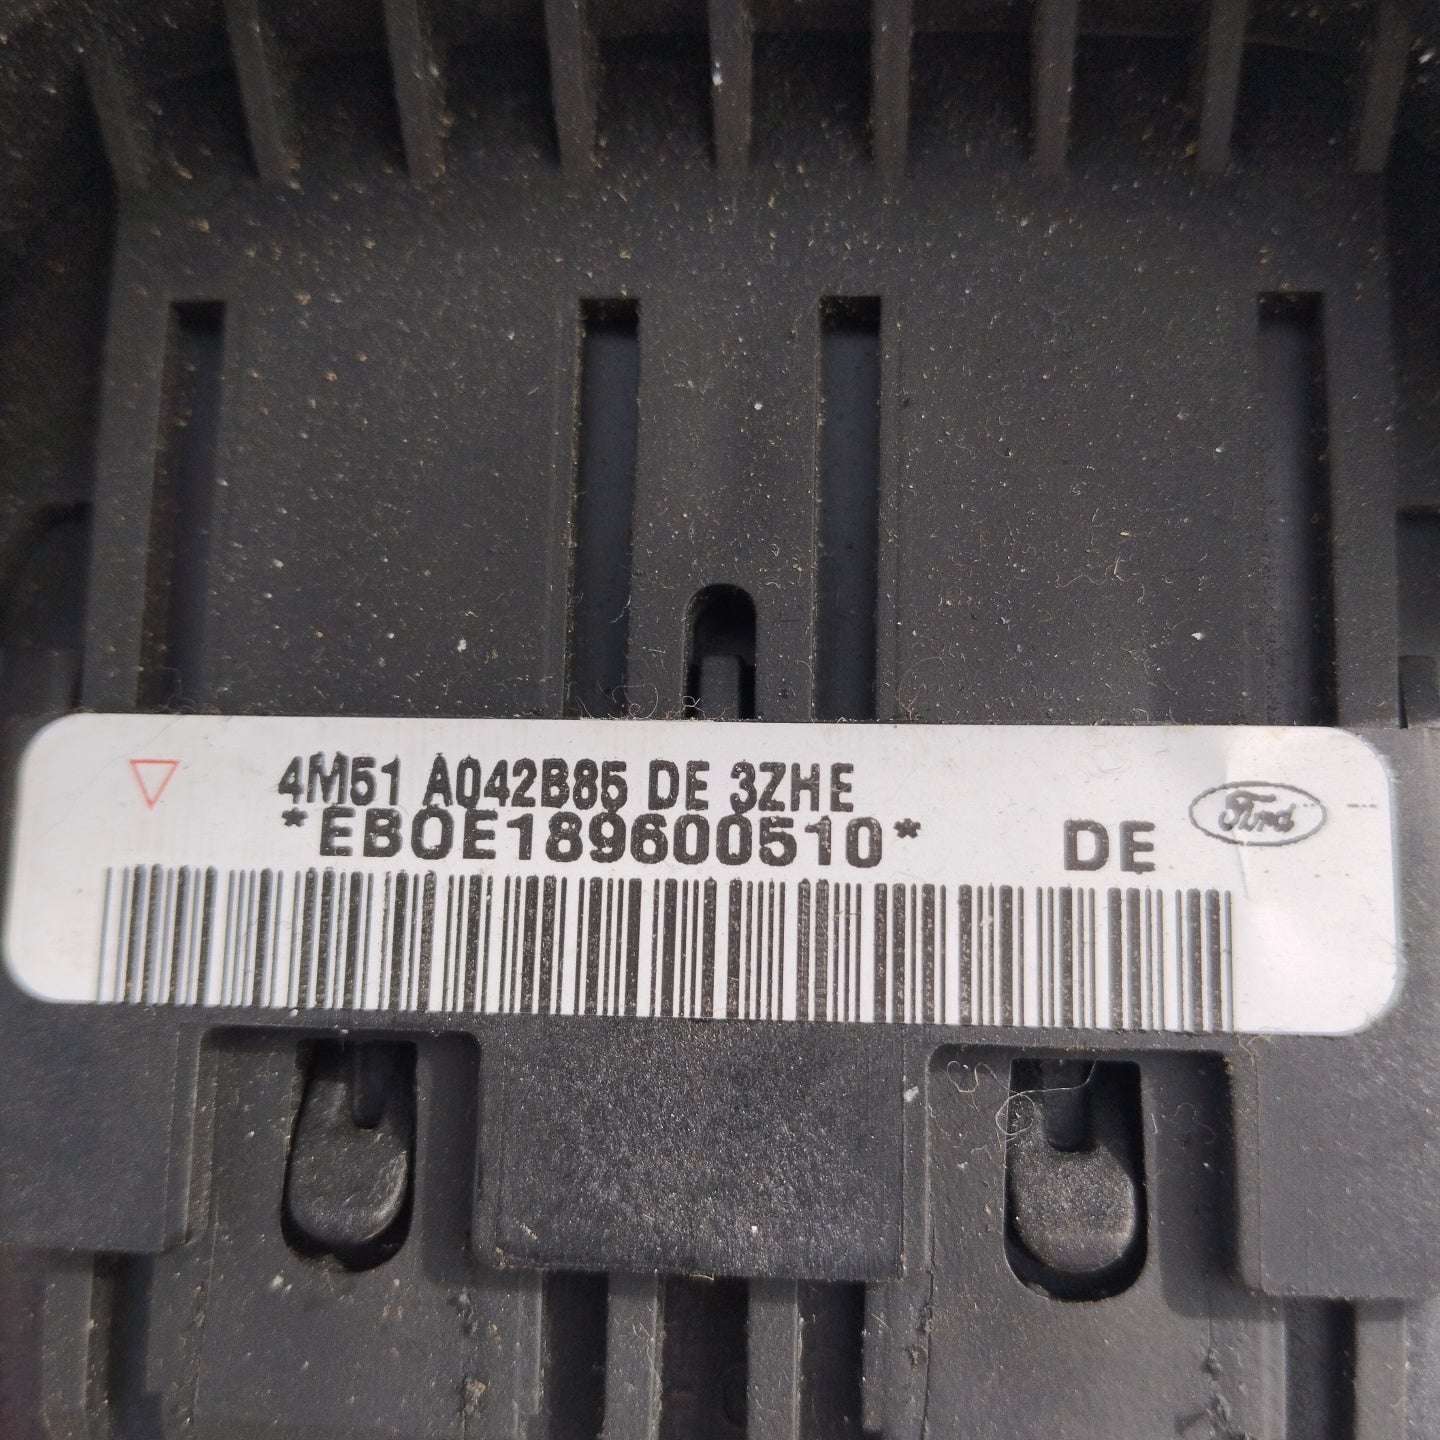 4M51 A042B85 DE 3ZHE
*EB0E189600510* DE
Ford